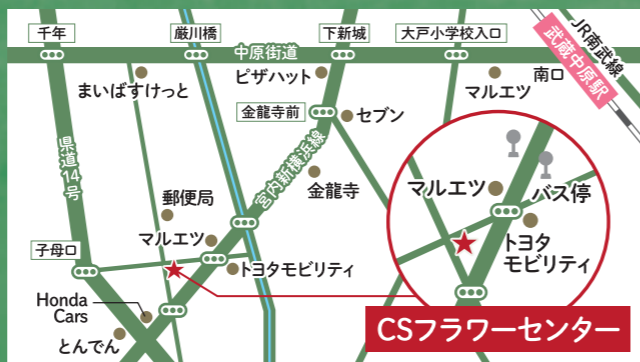 千年
厳川橋
下新城
大戸小学校入口
JR南武線
武蔵中原駅
中原街道
ピザハット
南口
まいばすけっと
マルエツ
金龍寺前
セブン
県道14号
宮内新横浜線
金龍寺
郵便局
マルエツ
バス停
マルエツ
子母口
トヨタモビリティ
トヨタ
モビリティ
Honda
Cars
とんでん
CSフラワーセンター